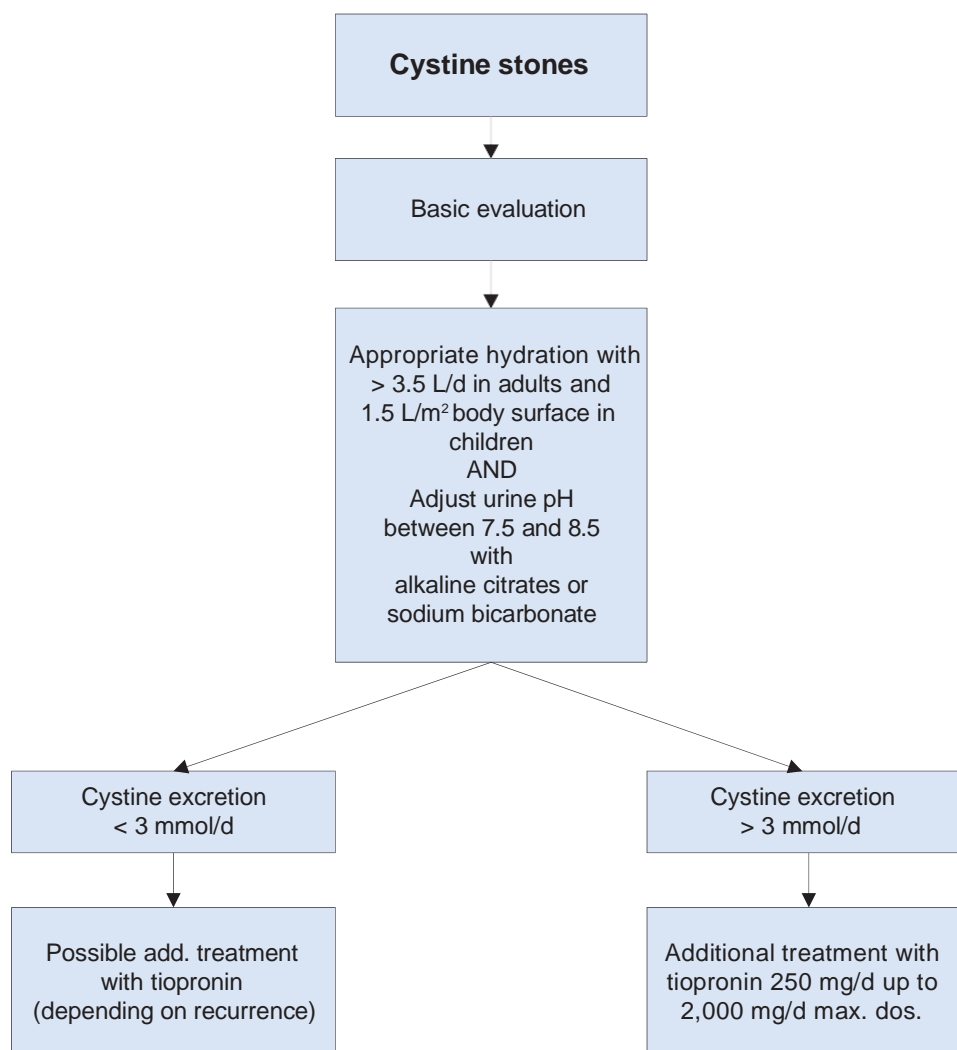 Cystine stones
Basic evaluation
Appropriate hydration with
> 3.5 L/d in adults and
1.5 L/m² body surface in
children
AND
Adjust urine pH
between 7.5 and 8.5
with
alkaline citrates or
sodium bicarbonate
Cystine excretion
< 3 mmol/d
Cystine excretion
> 3 mmol/d
Possible add. treatment
with tiopronin
(depending on recurrence)
Additional treatment with
tiopronin 250 mg/d up to
2,000 mg/d max. dos.